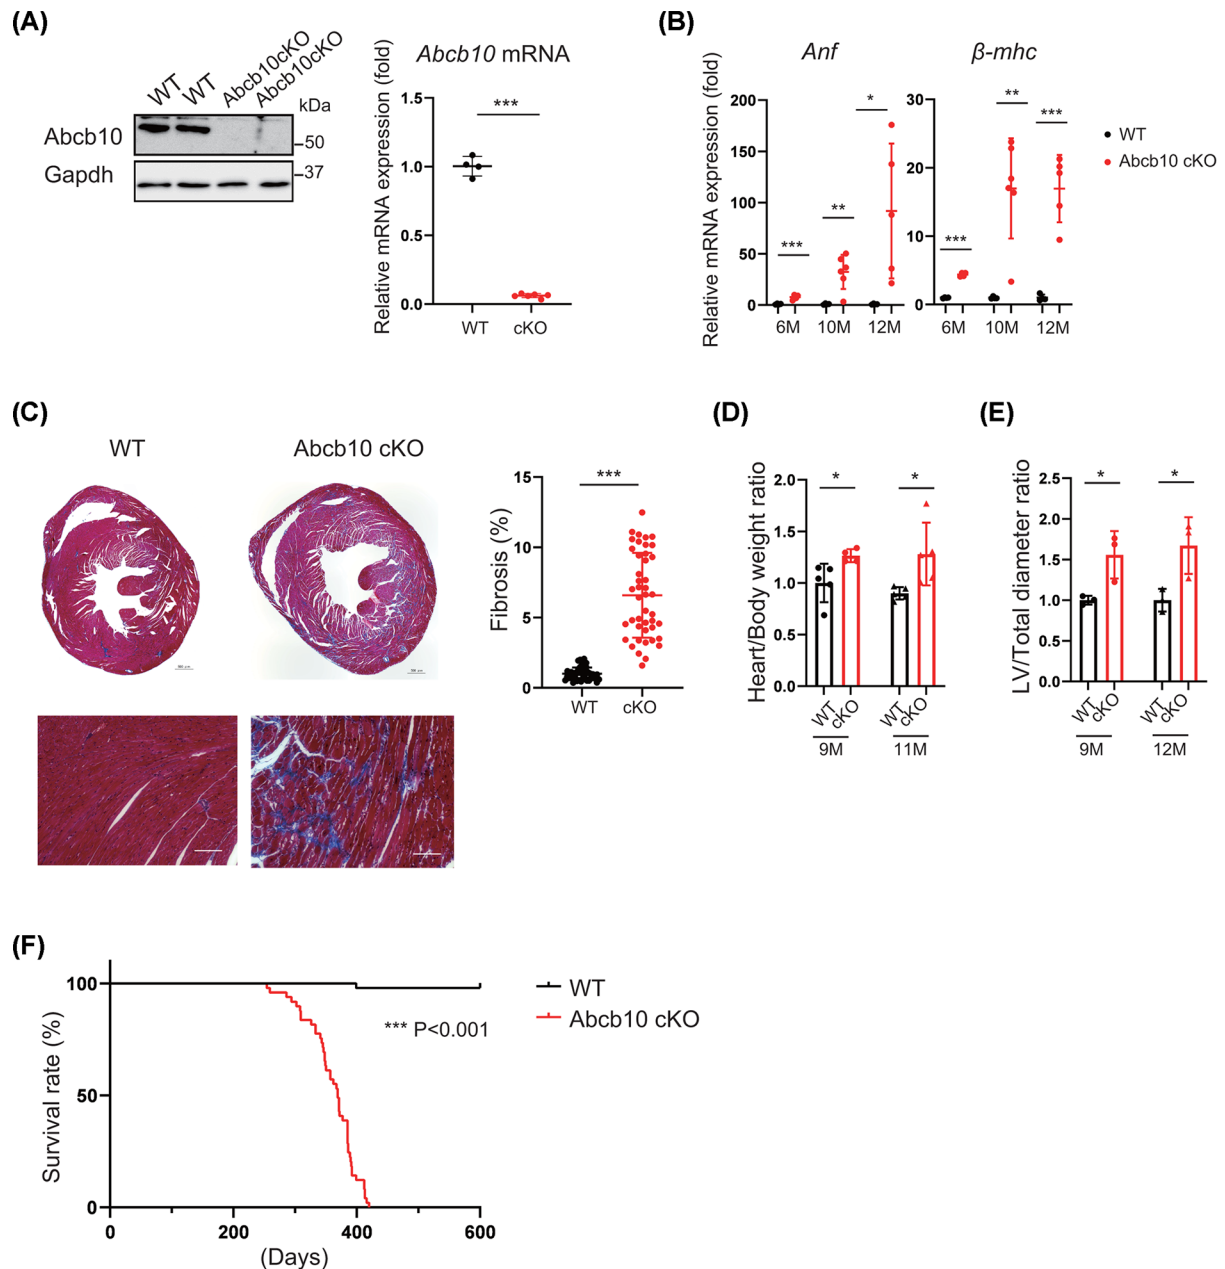 (A)
WT WT Abcb10cKO Abcb10cKO
kDa
Abcb10
50
Gapdh
37
Abcb10 mRNA
Relative mRNA expression (fold)
***
1.5
1.0
0.5
0.0
WT cKO
(B)
Anf
β-mhc
Relative mRNA expression (fold)
200
150
100
50
0
***
**
*
6M 10M 12M
30
20
10
0
***
**
***
6M 10M 12M
WT
Abcb10 cKO
(C)
WT
Abcb10 cKO
Fibrosis (%)
***
15
10
5
0
WT cKO
(D)
Heart/Body weight ratio
2.0
1.5
1.0
0.5
0.0
* *
WT cKO WT cKO
9M 11M
(E)
LV/Total diameter ratio
2.5
2.0
1.5
1.0
0.5
0.0
* *
WT cKO WT cKO
9M 12M
(F)
Survival rate (%)
100
50
0
0 200 400 600
(Days)
*** P<0.001
WT
Abcb10 cKO